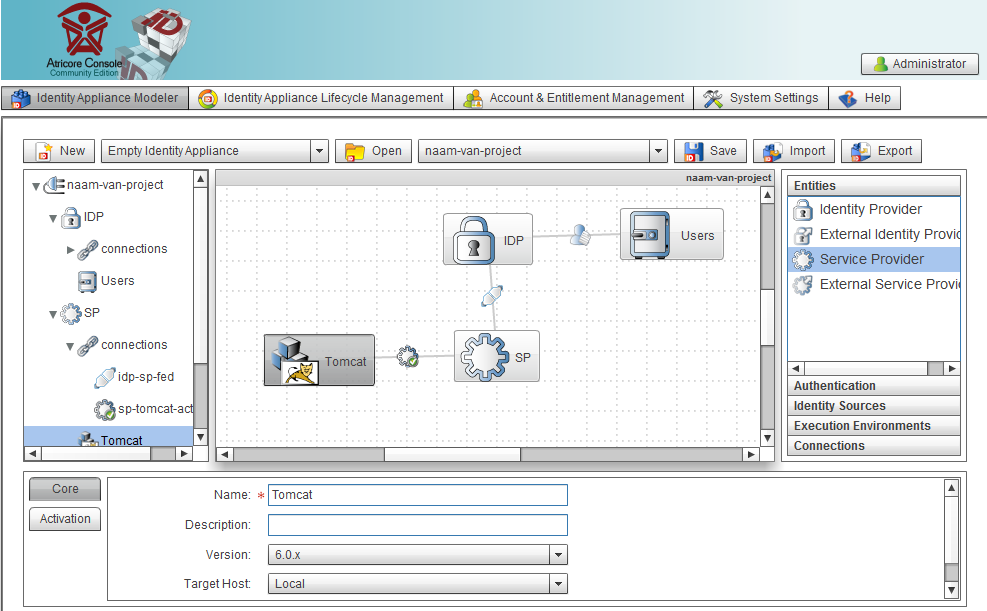 Atricore Console
Community Edition
Administrator
Identity Appliance Modeler
Identity Appliance Lifecycle Management
Account & Entitlement Management
System Settings
Help
New
Empty Identity Appliance
Open
naam-van-project
Save
Import
Export
naam-van-project
IDP
connections
Users
SP
connections
idp-sp-fed
sp-tomcat-act
Tomcat
naam-van-project
IDP
Users
Tomcat
SP
Entities
Identity Provider
External Identity Provic
Service Provider
External Service Provi
Authentication
Identity Sources
Execution Environments
Connections
Core
Activation
Name: * Tomcat
Description:
Version: 6.0.x
Target Host: Local